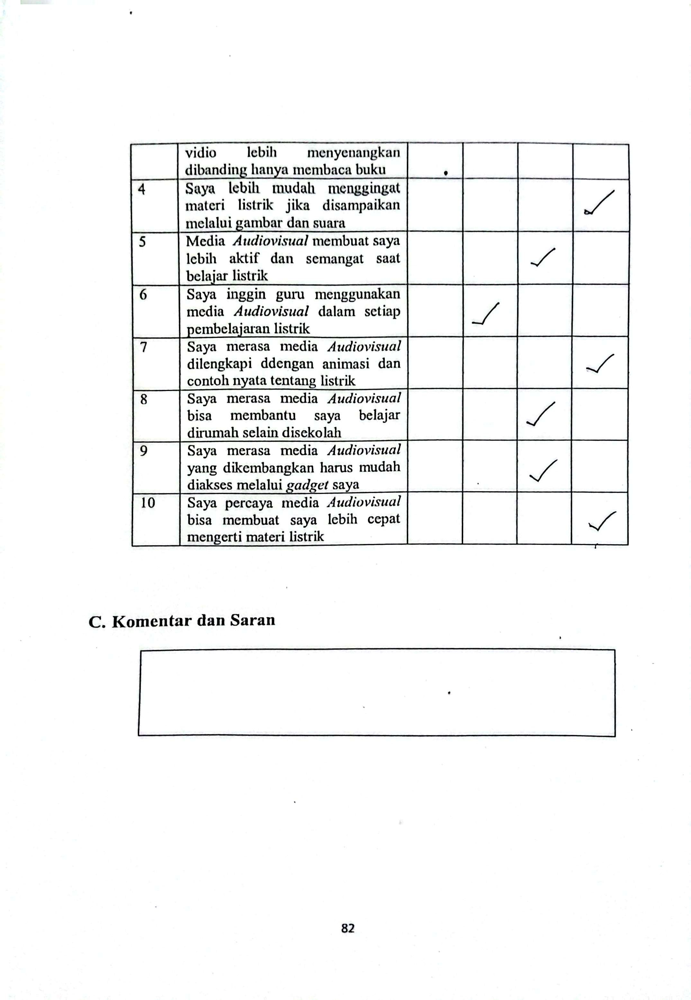 vidio lebih menyenangkan
dibanding hanya membaca buku
4 Saya lebih mudah menggingat
materi listrik jika disampaikan
melalui gambar dan suara
✓
5 Media Audiovisual membuat saya
lebih aktif dan semangat saat
belajar listrik
✓
6 Saya inggin guru menggunakan
media Audiovisual dalam setiap
pembelajaran listrik
✓
7 Saya merasa media Audiovisual
dilengkapi ddengan animasi dan
contoh nyata tentang listrik
✓
8 Saya merasa media Audiovisual
bisa membantu saya belajar
dirumah selain disekolah
✓
9 Saya merasa media Audiovisual
yang dikembangkan harus mudah
diakses melalui gadget saya
✓
10 Saya percaya media Audiovisual
bisa membuat saya lebih cepat
mengerti materi listrik
✓
C. Komentar dan Saran
82